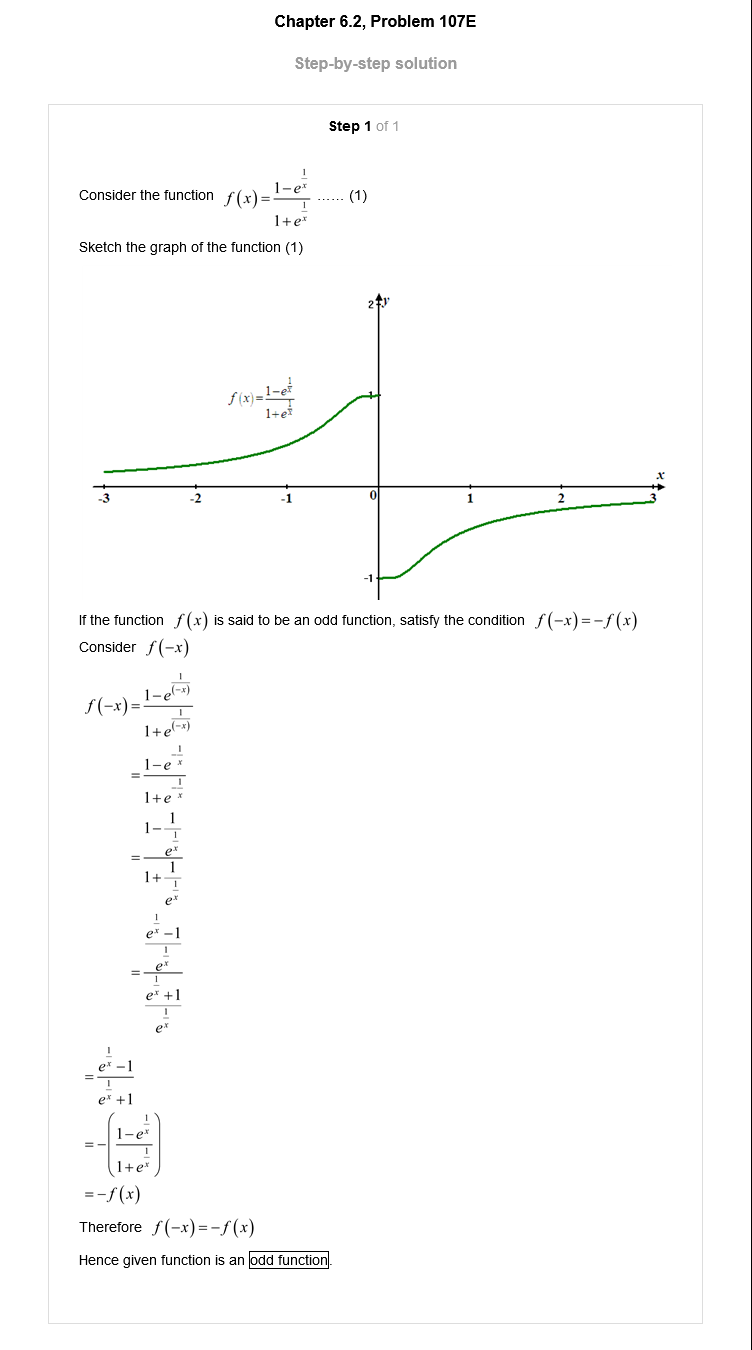 Chapter 6.2, Problem 107E
Step-by-step solution
Step 1 of 1
Consider the function f(x)=\frac{1-e^{\frac{1}{x}}}{1+e^{\frac{1}{x}}} ...... (1)
Sketch the graph of the function (1)
2 y
f(x)=\frac{1-e^{\frac{1}{x}}}{1+e^{\frac{1}{x}}}
1
x
-3 -2 -1 0 1 2 3
-1
If the function f(x) is said to be an odd function, satisfy the condition f(-x)=-f(x)
Consider f(-x)
f(-x)=\frac{1-e^{\frac{1}{(-x)}}}{1+e^{\frac{1}{(-x)}}}
=\frac{1-e^{-\frac{1}{x}}}{1+e^{-\frac{1}{x}}}
=\frac{1-\frac{1}{e^{\frac{1}{x}}}}{1+\frac{1}{e^{\frac{1}{x}}}}
=\frac{\frac{e^{\frac{1}{x}}-1}{e^{\frac{1}{x}}}}{\frac{e^{\frac{1}{x}}+1}{e^{\frac{1}{x}}}}
=\frac{e^{\frac{1}{x}}-1}{e^{\frac{1}{x}}+1}
=-\left(\frac{1-e^{\frac{1}{x}}}{1+e^{\frac{1}{x}}}\right)
=-f(x)
Therefore f(-x)=-f(x)
Hence given function is an odd function.